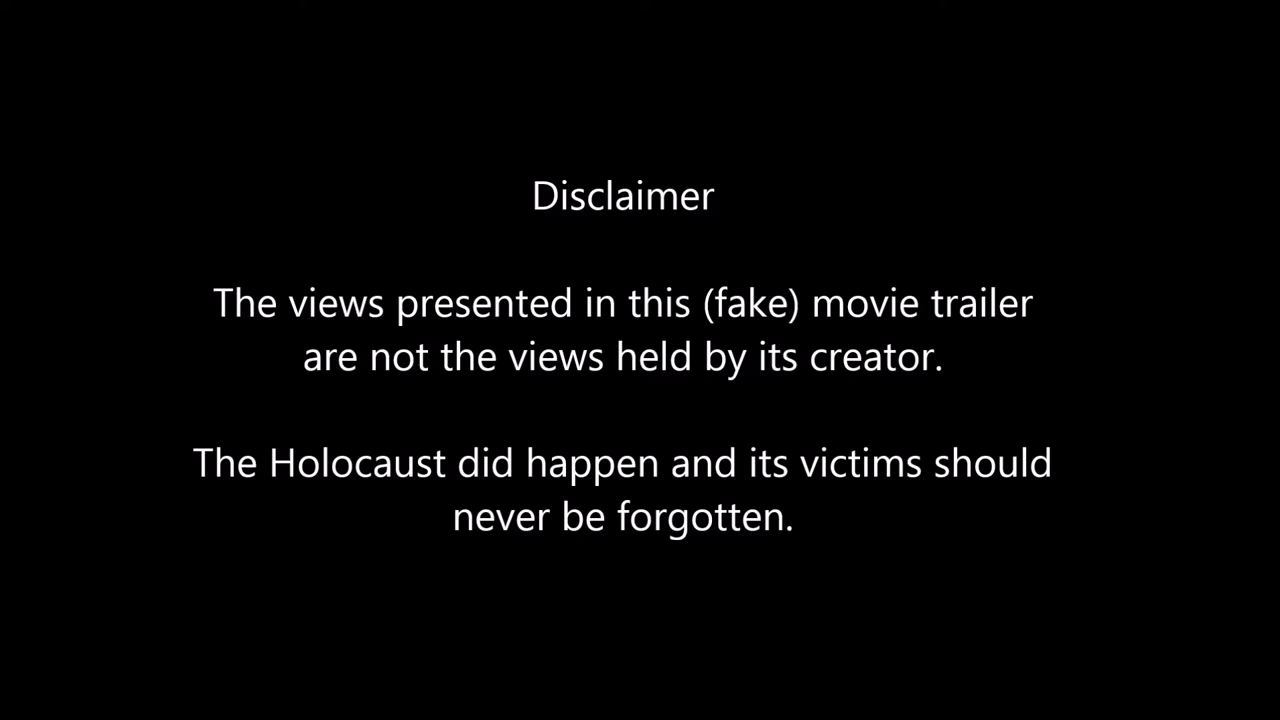 Disclaimer
The views presented in this (fake) movie trailer
are not the views held by its creator.
The Holocaust did happen and its victims should
never be forgotten.